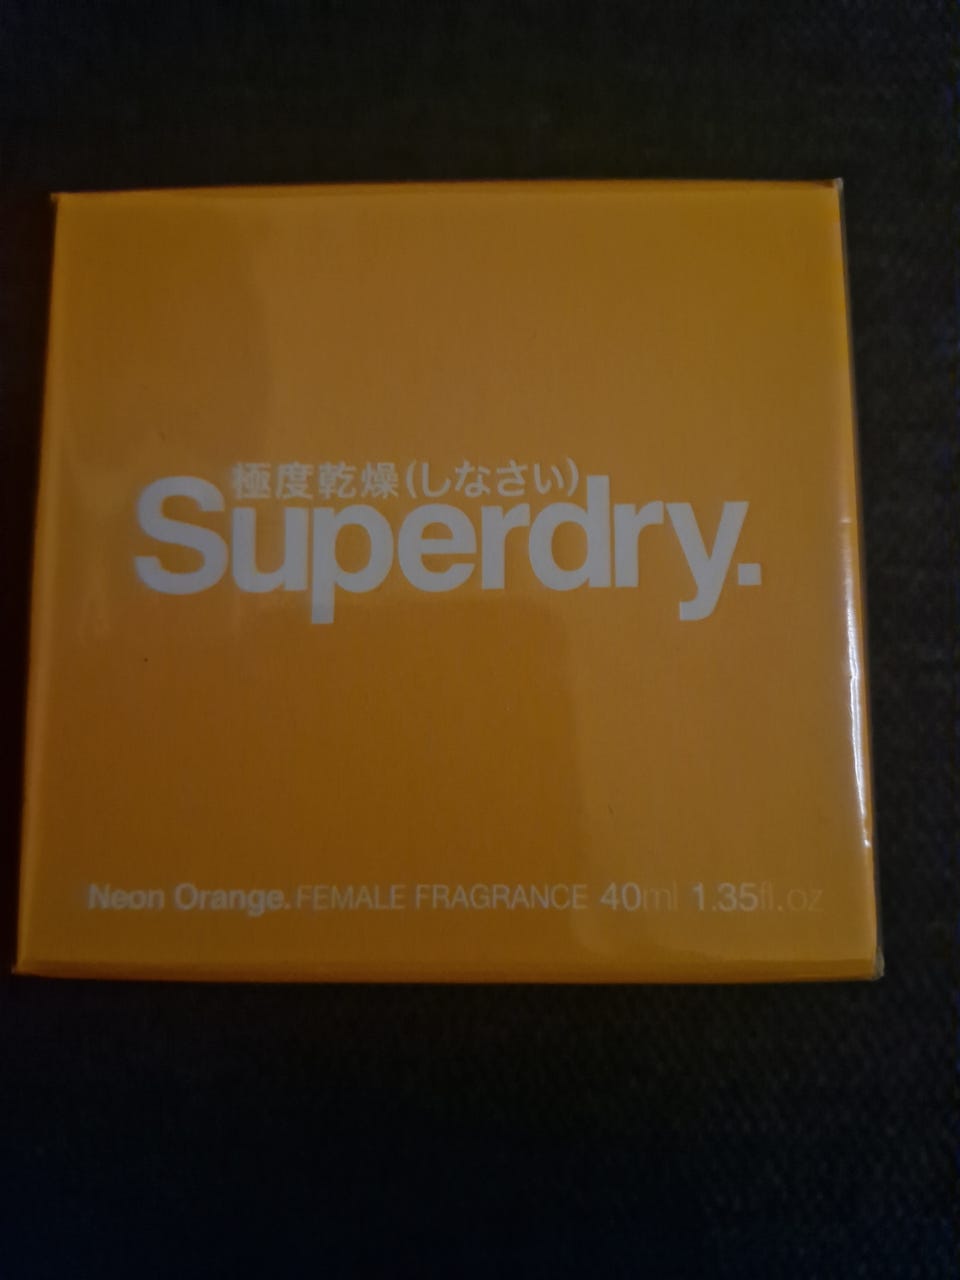 極度乾燥(しなさい)
Superdry.
Neon Orange. FEMALE FRAGRANCE 40ml 1.35fl.oz